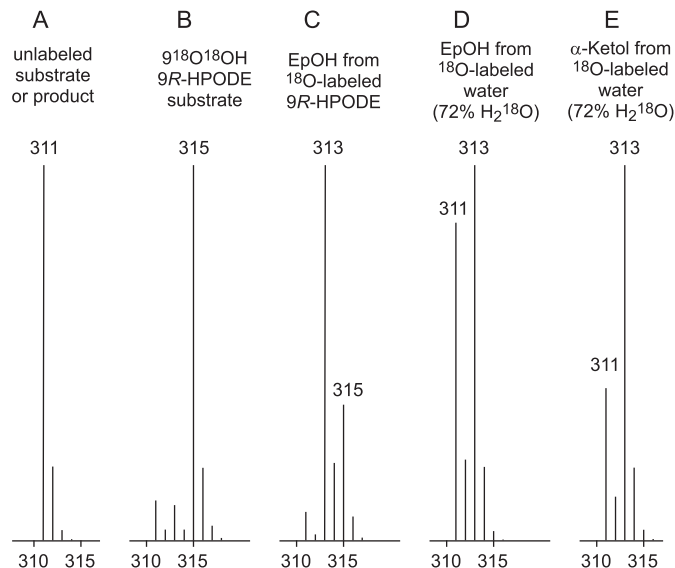 A
unlabeled
substrate
or product
311
310 315
B
9¹⁸O¹⁸OH
9R-HPODE
substrate
315
310 315
C
EpOH from
¹⁸O-labeled
9R-HPODE
313
315
310 315
D
EpOH from
¹⁸O-labeled
water
(72% H₂¹⁸O)
313
311
310 315
E
α-Ketol from
¹⁸O-labeled
water
(72% H₂¹⁸O)
313
311
310 315